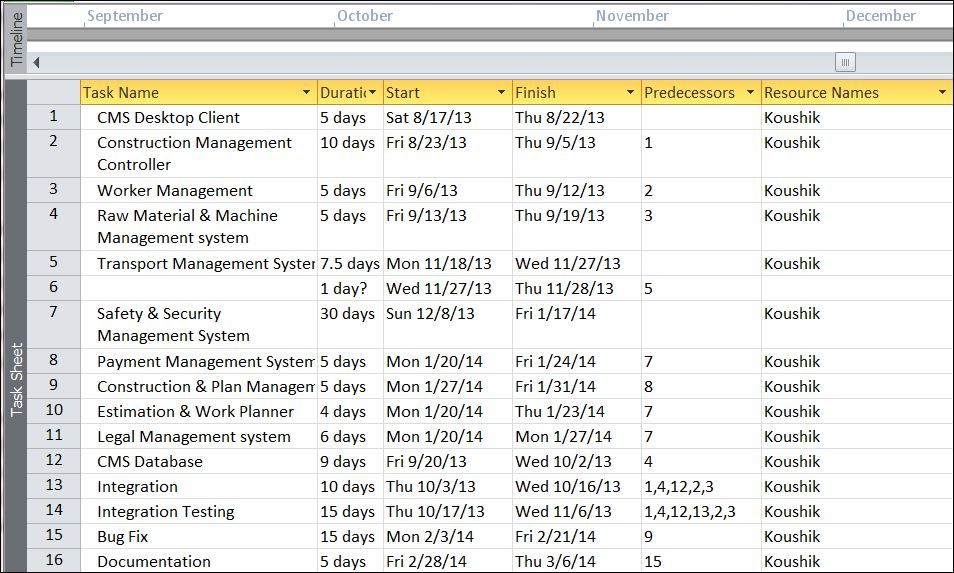 September October November December
Timeline
Task Name Duratic Start Finish Predecessors Resource Names
1 CMS Desktop Client 5 days Sat 8/17/13 Thu 8/22/13 Koushik
2 Construction Management 10 days Fri 8/23/13 Thu 9/5/13 1 Koushik
Controller
3 Worker Management 5 days Fri 9/6/13 Thu 9/12/13 2 Koushik
4 Raw Material & Machine 5 days Fri 9/13/13 Thu 9/19/13 3 Koushik
Management system
5 Transport Management Syster 7.5 days Mon 11/18/13 Wed 11/27/13 Koushik
6 1 day? Wed 11/27/13 Thu 11/28/13 5
7 Safety & Security 30 days Sun 12/8/13 Fri 1/17/14 Koushik
Management System
8 Payment Management System 5 days Mon 1/20/14 Fri 1/24/14 7 Koushik
9 Construction & Plan Managem 5 days Mon 1/27/14 Fri 1/31/14 8 Koushik
10 Estimation & Work Planner 4 days Mon 1/20/14 Thu 1/23/14 7 Koushik
11 Legal Management system 6 days Mon 1/20/14 Mon 1/27/14 7 Koushik
12 CMS Database 9 days Fri 9/20/13 Wed 10/2/13 4 Koushik
13 Integration 10 days Thu 10/3/13 Wed 10/16/13 1,4,12,2,3 Koushik
14 Integration Testing 15 days Thu 10/17/13 Wed 11/6/13 1,4,12,13,2,3 Koushik
15 Bug Fix 15 days Mon 2/3/14 Fri 2/21/14 9 Koushik
16 Documentation 5 days Fri 2/28/14 Thu 3/6/14 15 Koushik
Task Sheet